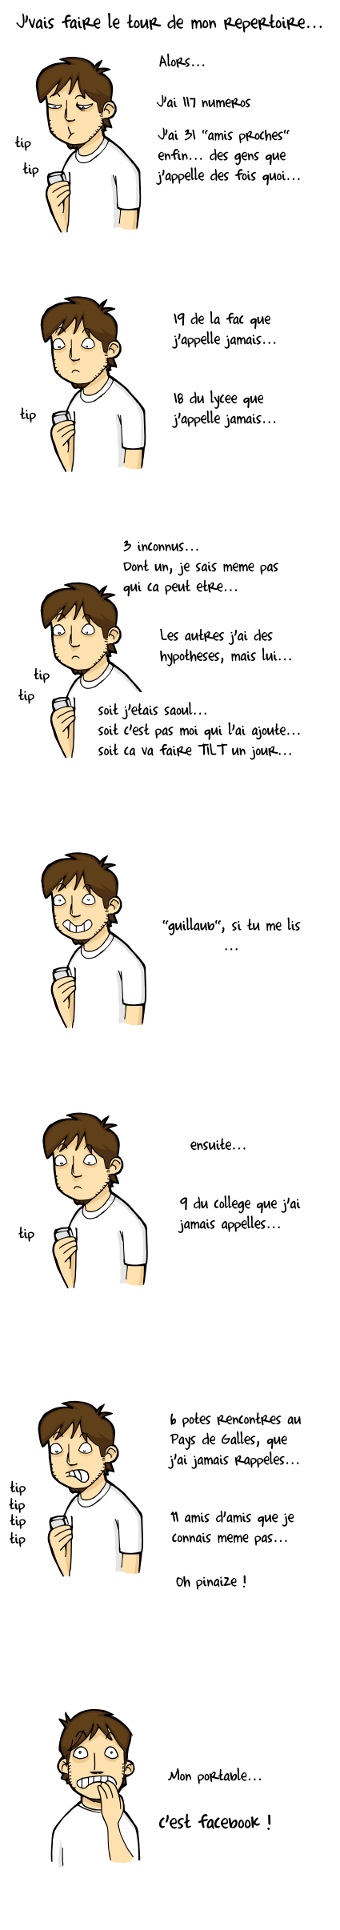 J'vais faire le tour de mon repertoire...
Alors...
J'ai 117 numeros
tip
tip
J'ai 31 "amis proches"
enfin... des gens que
j'appelle des fois quoi...
19 de la fac que
j'appelle jamais...
18 du lycee que
j'appelle jamais...
tip
3 inconnus...
Dont un, je sais meme pas
qui ca peut etre...
Les autres j'ai des
hypotheses, mais lui...
tip
tip
soit j'etais saoul...
soit c'est pas moi qui l'ai ajoute...
soit ca va faire TILT un jour...
"guillaub", si tu me lis
...
ensuite...
9 du college que j'ai
jamais appelles...
tip
6 potes rencontres au
Pays de Galles, que
j'ai jamais rappeles...
tip
tip
tip
tip
11 amis d'amis que je
connais meme pas...
Oh pinaize !
Mon portable...
c'est facebook !